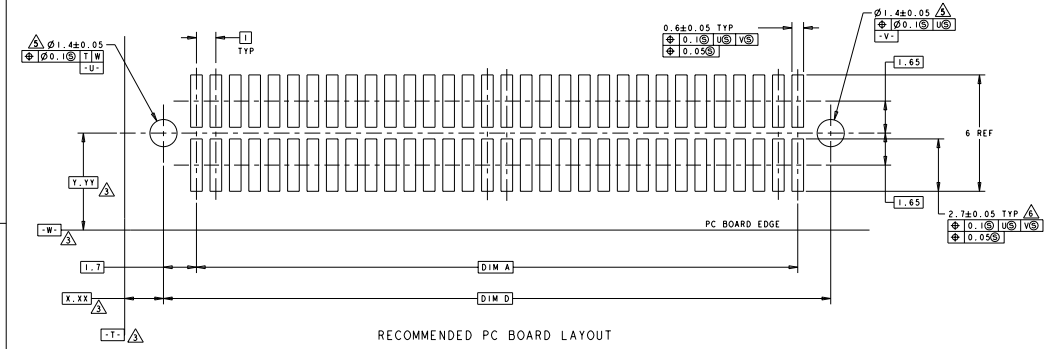 5 Ø1.4±0.05
⌖ Ø0.1Ⓢ T W
-U-
1
TYP
0.6±0.05 TYP
⌖ 0.1Ⓢ UⓈ VⓈ
⌖ 0.05Ⓢ
Ø1.4±0.05 5
⌖ Ø0.1Ⓢ UⓈ
-V-
1.65
6 REF
Y.YY 3
1.65
2.7±0.05 TYP 6
⌖ 0.1Ⓢ UⓈ VⓈ
⌖ 0.05Ⓢ
-W- 3
PC BOARD EDGE
1.7
DIM A
X.XX 3
DIM D
-T- 3
RECOMMENDED PC BOARD LAYOUT